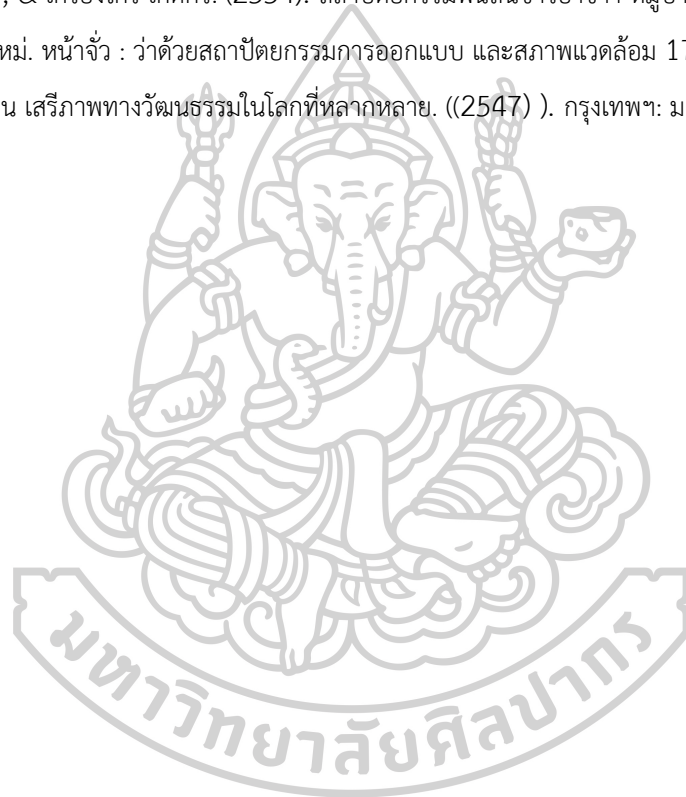 หม่. หน้าจั่ว : ว่าด้วยสถาปัตยกรรมการออกแบบ และสภาพแวดล้อม 17
น เสรีภาพทางวัฒนธรรมในโลกที่หลากหลาย. ((2547) ). กรุงเทพฯ: ม
มหาวิทยาลัยศิลปากร